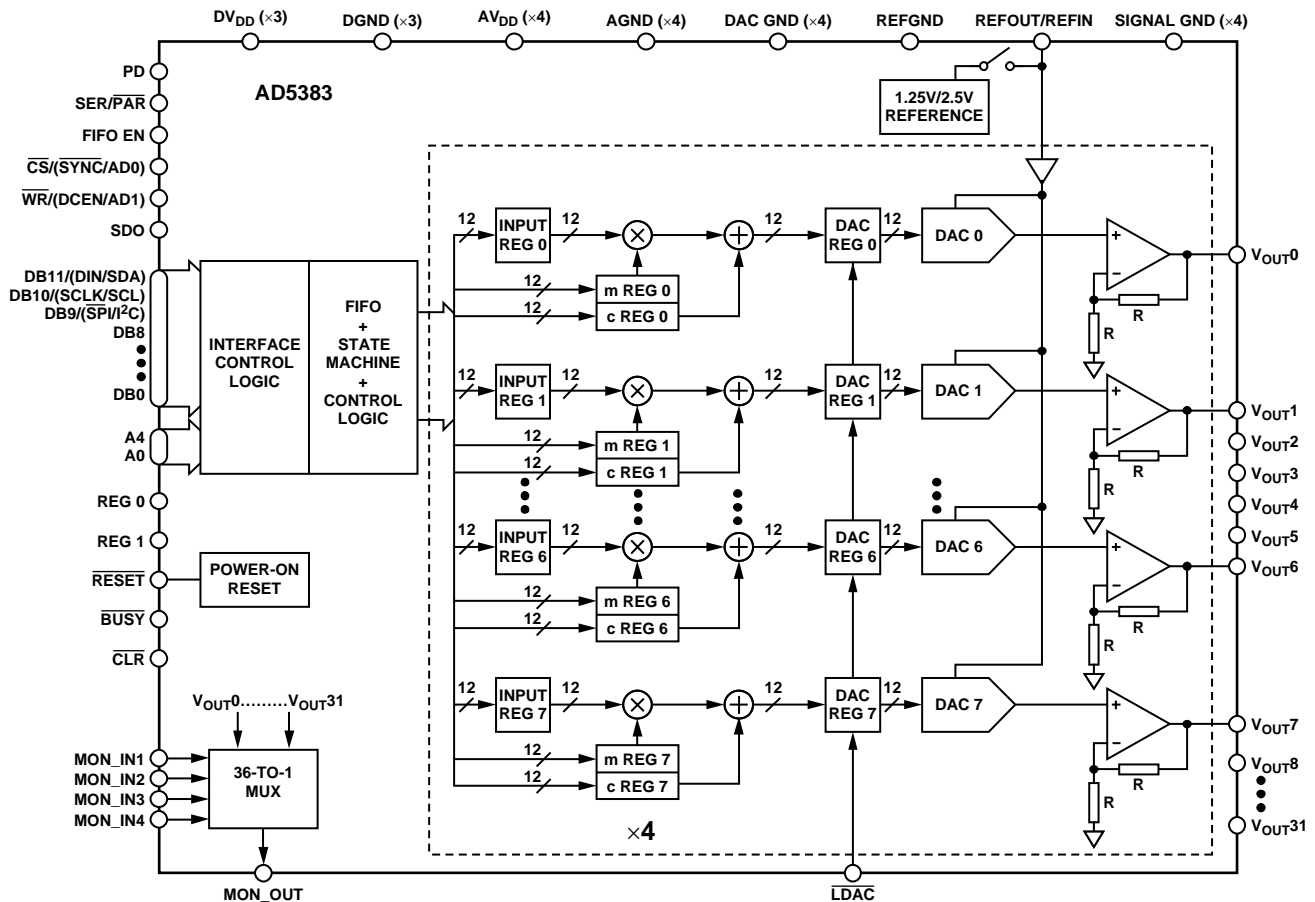 DVDD (×3)
DGND (×3)
AVDD (×4)
AGND (×4)
DAC GND (×4)
REFGND
REFOUT/REFIN
SIGNAL GND (×4)
PD
SER/PAR
FIFO EN
CS/(SYNC/AD0)
WR/(DCEN/AD1)
SDO
DB11/(DIN/SDA)
DB10/(SCLK/SCL)
DB9/(SPI/I2C)
DB8
DB0
A4
A0
REG 0
REG 1
RESET
BUSY
CLR
AD5383
1.25V/2.5V
REFERENCE
INTERFACE
CONTROL
LOGIC
FIFO
+
STATE
MACHINE
+
CONTROL
LOGIC
POWER-ON
RESET
VOUT0.........VOUT31
MON_IN1
MON_IN2
MON_IN3
MON_IN4
36-TO-1
MUX
MON_OUT
12
INPUT
REG 0
12
×
+
12
DAC
REG 0
12
DAC 0
+
–
R
R
VOUT0
12
m REG 0
12
c REG 0
12
INPUT
REG 1
12
×
+
12
DAC
REG 1
12
DAC 1
+
–
R
R
VOUT1
12
m REG 1
12
c REG 1
VOUT2
VOUT3
VOUT4
VOUT5
12
INPUT
REG 6
12
×
+
12
DAC
REG 6
12
DAC 6
+
–
R
R
VOUT6
12
m REG 6
12
c REG 6
12
INPUT
REG 7
12
×
+
12
DAC
REG 7
12
DAC 7
+
–
R
R
VOUT7
12
m REG 7
12
c REG 7
VOUT8
VOUT31
×4
LDAC